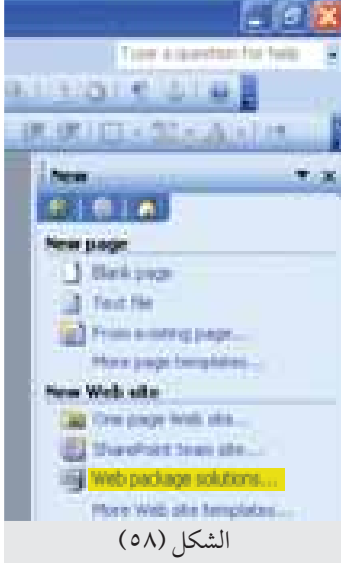 Type a question for help
New
New page
Blank page
Text file
From existing page...
More page templates...
New Web site
One page Web site...
SharePoint team site...
Web package solutions...
More Web site templates...
الشكل (٥٨)